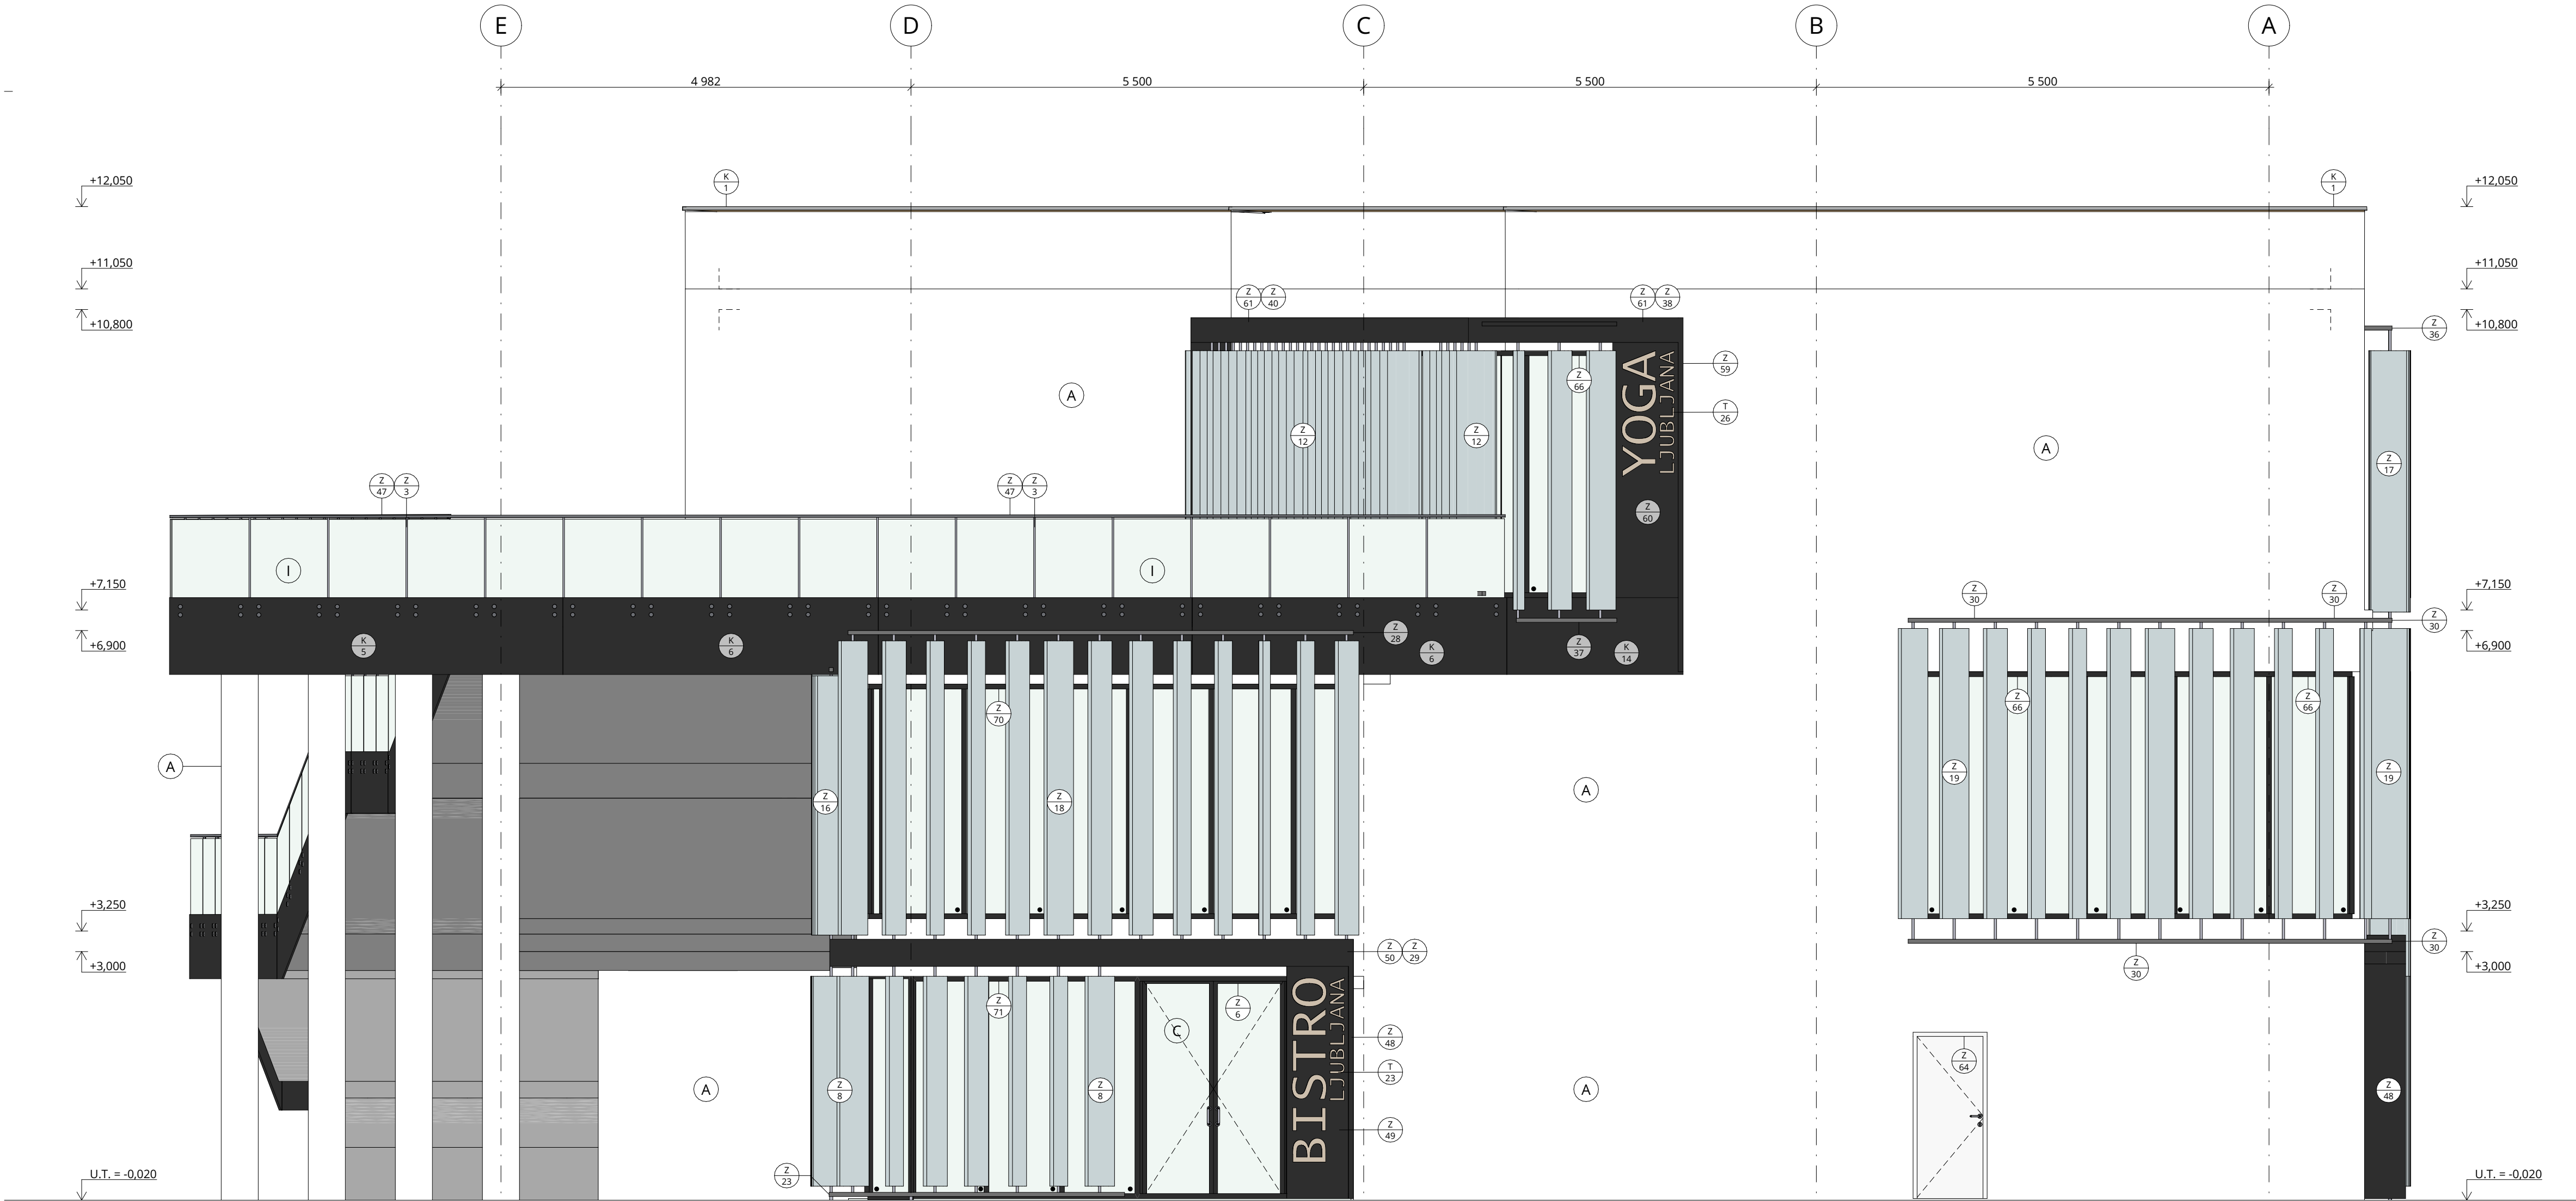 E D C B A
4 982 5 500 5 500 5 500
K K
+12,050 1 1 +12,050
+11,050 +11,050
Z Z Z Z
61 40 61 38
+10,800 +10,800
Z
36
Z
59
Z
66
YOGA
LJUBLJANA
A
T
26
Z Z
12 12
A
Z
17
Z Z Z Z
47 3 47 3
Z
60
I I
+7,150 +7,150
Z Z
30 30
Z
30
Z
28
K K K Z K
5 6 6 37 14
+6,900 +6,900
Z Z
66 66
Z
70
A
Z Z
19 19
A
Z Z
16 18
+3,250 +3,250
Z
30
Z Z
50 29
+3,000 +3,000
Z
30
Z Z
71 6
BISTRO
LJUBLJANA
C
Z
48
Z
64
T
23
A Z Z A Z
8 8 48
Z
49
Z
23
U.T. = -0,020 U.T. = -0,020